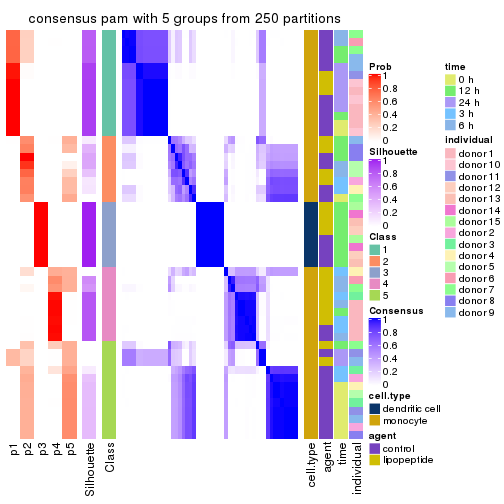 consensus pam with 5 groups from 250 partitions
p1
p2
p3
p4
p5
Silhouette
Class
cell.type
agent
time
individual
Prob
1
0.8
0.6
0.4
0.2
0
Silhouette
1
0.8
0.6
0.4
0.2
0
Class
1
2
3
4
5
Consensus
1
0.8
0.6
0.4
0.2
0
cell.type
dendritic cell
monocyte
agent
control
lipopeptide
time
0 h
12 h
24 h
3 h
6 h
individual
donor 1
donor 10
donor 11
donor 12
donor 13
donor 14
donor 15
donor 2
donor 3
donor 4
donor 5
donor 6
donor 7
donor 8
donor 9